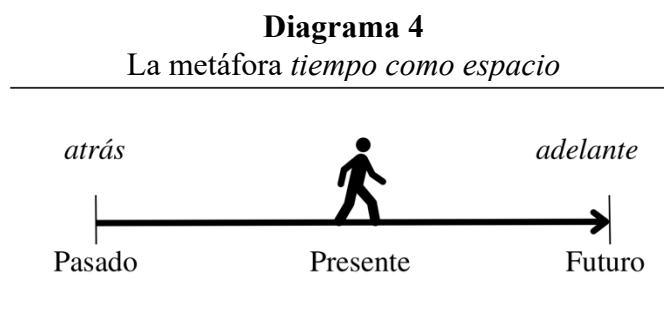 Diagrama 4
La metáfora tiempo como espacio
atrás adelante
Pasado Presente Futuro